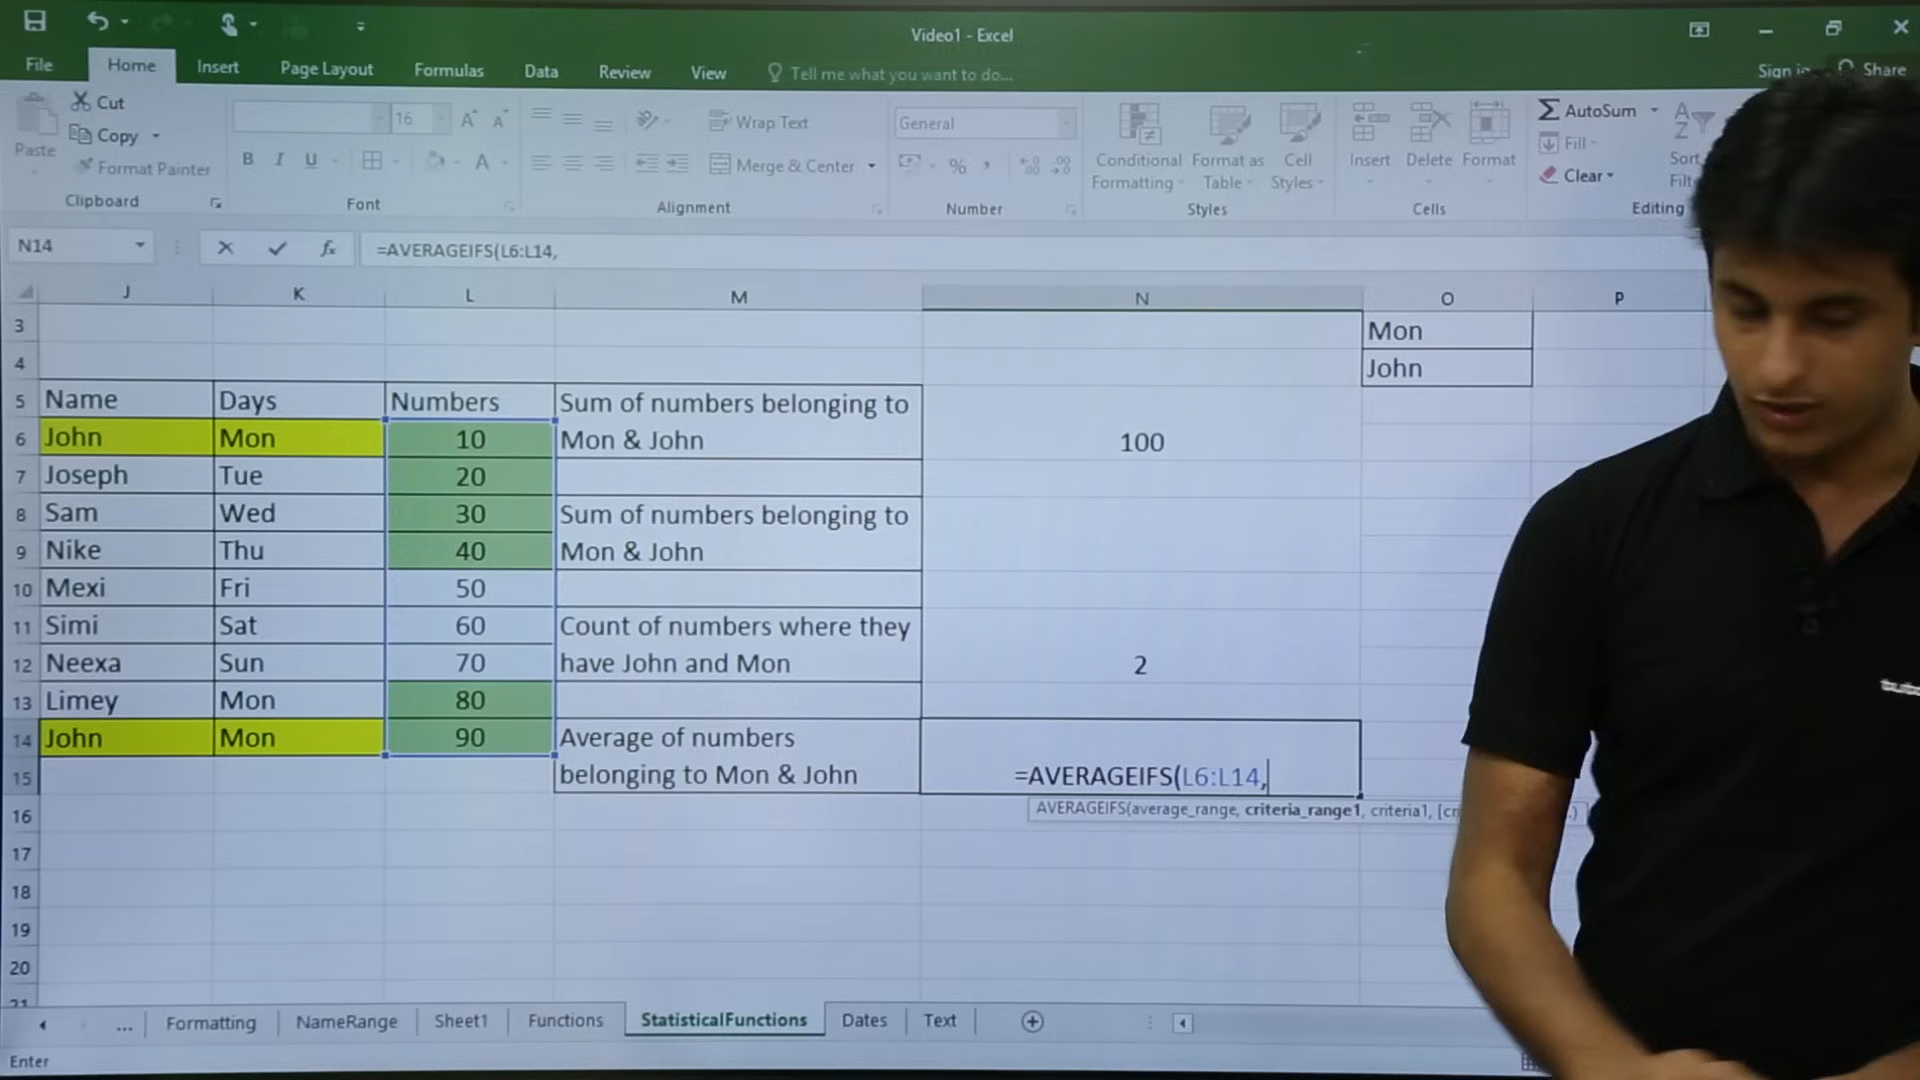 Video1 - Excel
File Home Insert Page Layout Formulas Data Review View Tell me what you want to do...
Share
Cut
Copy
Paste
Format Painter
Clipboard
16
B I U A
Font
Wrap Text
Merge & Center
Alignment
General
%
Number
Conditional Formatting
Format as Table
Cell Styles
Styles
Insert Delete Format
Cells
AutoSum
Fill
Clear
Sort
Editing
N14 fx =AVERAGEIFS(L6:L14,
J K L M N O P
3 Mon
4 John
5 Name Days Numbers Sum of numbers belonging to
6 John Mon 10 Mon & John 100
7 Joseph Tue 20
8 Sam Wed 30 Sum of numbers belonging to
9 Nike Thu 40 Mon & John
10 Mexi Fri 50
11 Simi Sat 60 Count of numbers where they
12 Neexa Sun 70 have John and Mon 2
13 Limey Mon 80
14 John Mon 90 Average of numbers
15 belonging to Mon & John =AVERAGEIFS(L6:L14,
16 AVERAGEIFS(average_range, criteria_range1, criteria1, [cr .)
17
18
19
20
21
... Formatting NameRange Sheet1 Functions StatisticalFunctions Dates Text
Enter